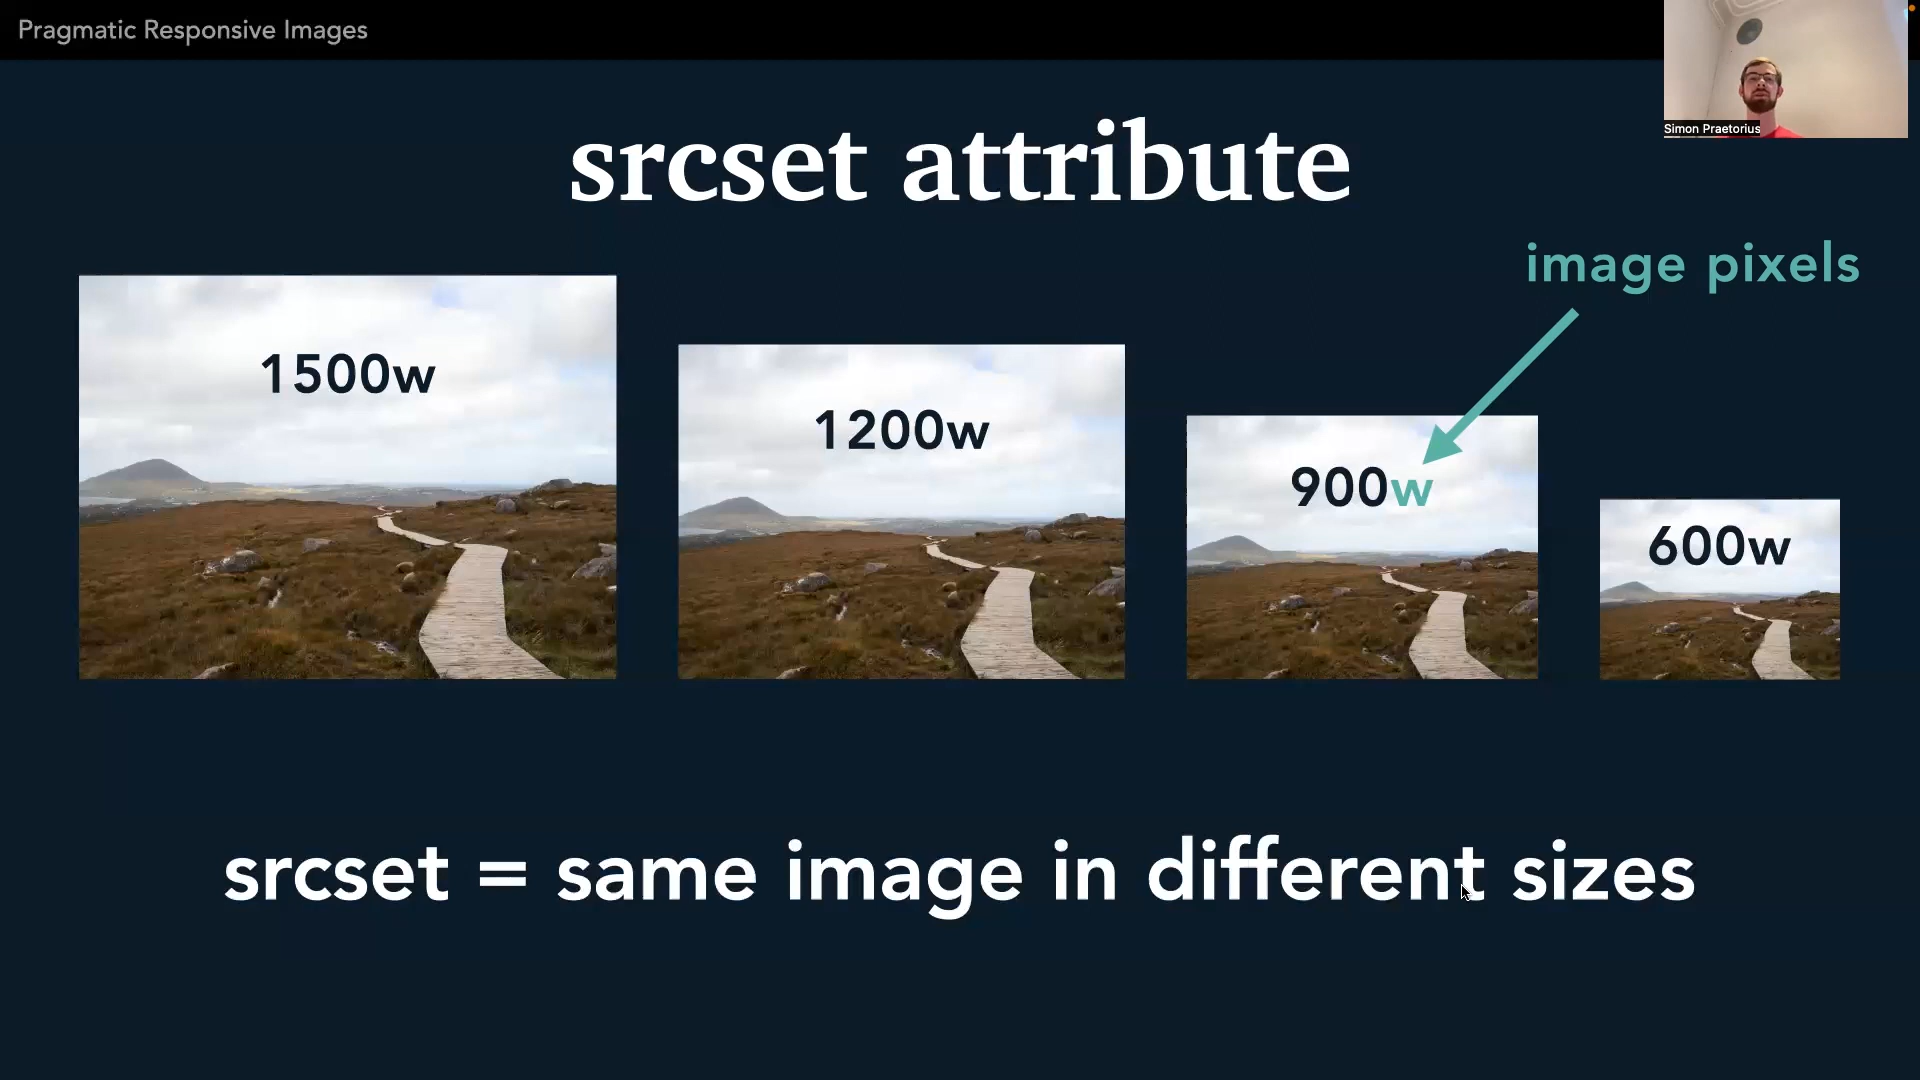 Pragmatic Responsive Images
Simon Praetorius
srcset attribute
image pixels
1500w
1200w
900w
600w
srcset = same image in different sizes